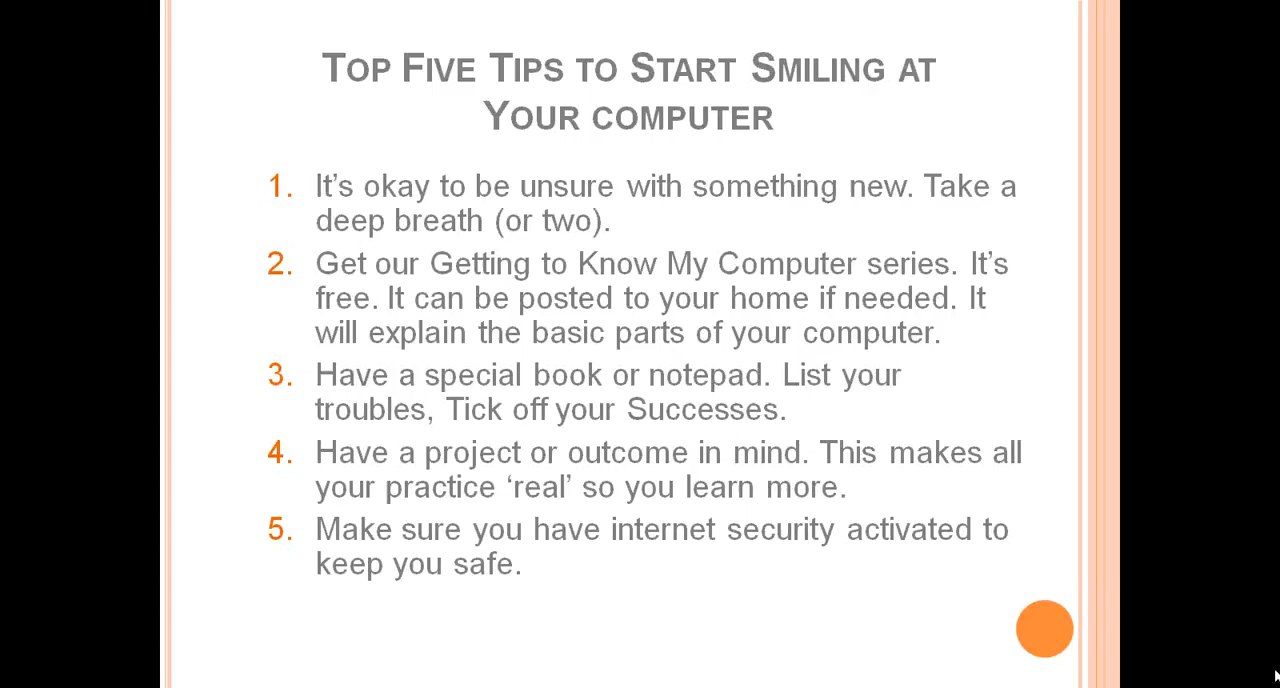 Top Five Tips to Start Smiling at
Your computer
1. It’s okay to be unsure with something new. Take a
deep breath (or two).
2. Get our Getting to Know My Computer series. It’s
free. It can be posted to your home if needed. It
will explain the basic parts of your computer.
3. Have a special book or notepad. List your
troubles, Tick off your Successes.
4. Have a project or outcome in mind. This makes all
your practice ‘real’ so you learn more.
5. Make sure you have internet security activated to
keep you safe.